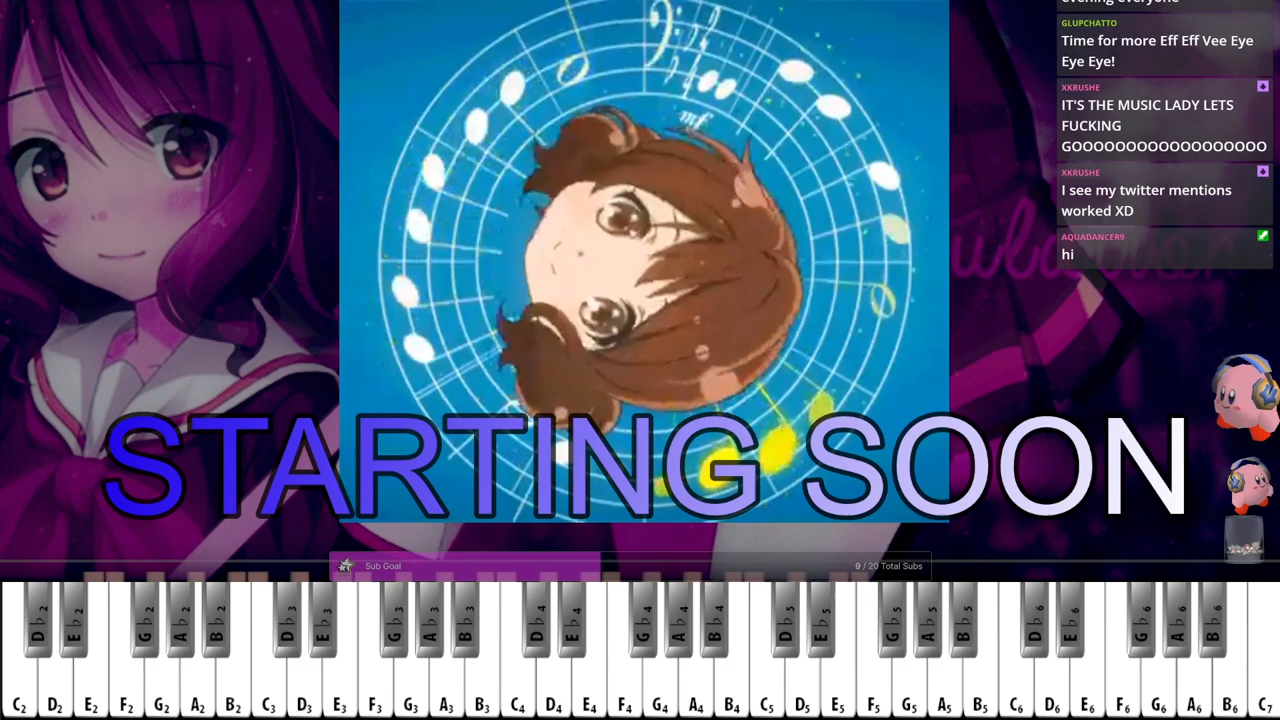 evening everyone
GLUPCHATTO
Time for more Eff Eff Vee Eye
Eye Eye!
XKRUSHE
IT'S THE MUSIC LADY LETS
FUCKING
GOOOOOOOOOOOOOOOOOO
XKRUSHE
I see my twitter mentions
worked XD
AQUADANCER9
hi
mf
STARTING SOON
Sub Goal
9 / 20 Total Subs
D♭2 E♭2 G♭2 A♭2 B♭2 D♭3 E♭3 G♭3 A♭3 B♭3 D♭4 E♭4 G♭4 A♭4 B♭4 D♭5 E♭5 G♭5 A♭5 B♭5 D♭6 E♭6 G♭6 A♭6 B♭6
C2 D2 E2 F2 G2 A2 B2 C3 D3 E3 F3 G3 A3 B3 C4 D4 E4 F4 G4 A4 B4 C5 D5 E5 F5 G5 A5 B5 C6 D6 E6 F6 G6 A6 B6 C7